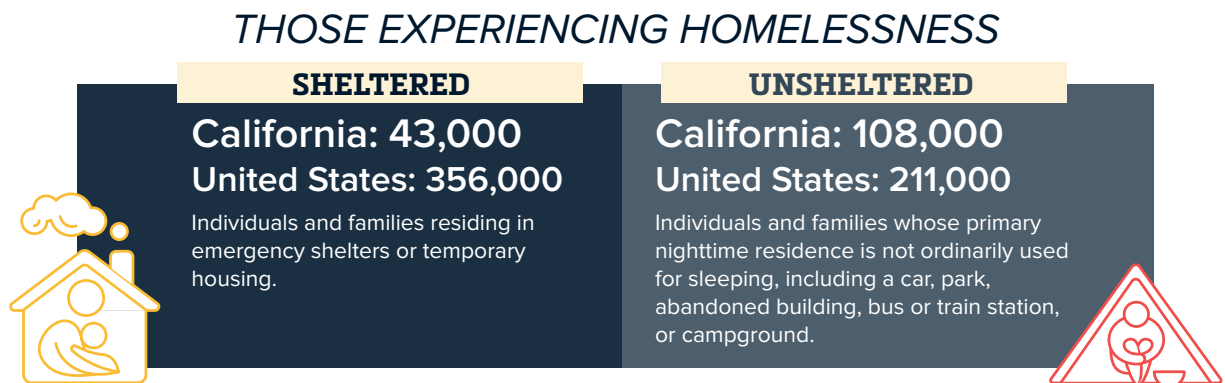 THOSE EXPERIENCING HOMELESSNESS
SHELTERED
California: 43,000
United States: 356,000
Individuals and families residing in
emergency shelters or temporary
housing.
UNSHELTERED
California: 108,000
United States: 211,000
Individuals and families whose primary
nighttime residence is not ordinarily used
for sleeping, including a car, park,
abandoned building, bus or train station,
or campground.